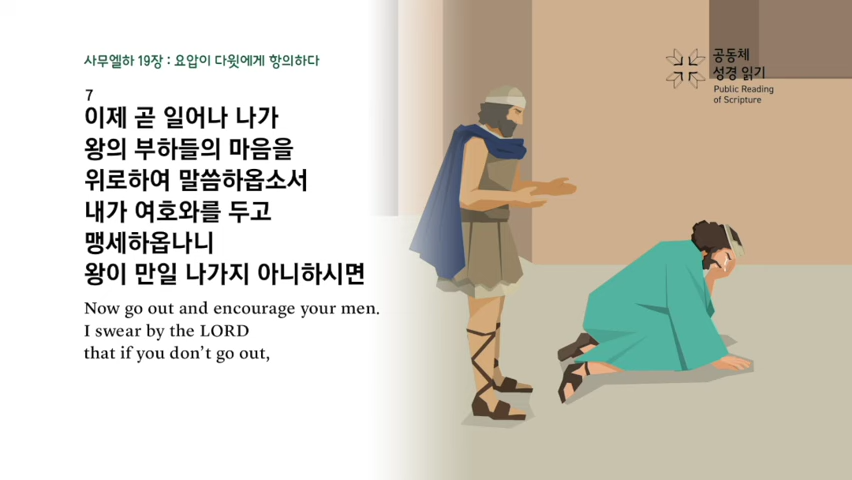 사무엘하 19장 : 요압이 다윗에게 항의하다
7
이제 곧 일어나 나가
왕의 부하들의 마음을
위로하여 말씀하옵소서
내가 여호와를 두고
맹세하옵나니
왕이 만일 나가지 아니하시면
Now go out and encourage your men.
I swear by the LORD
that if you don't go out,
공동체
성경 읽기
Public Reading
of Scripture